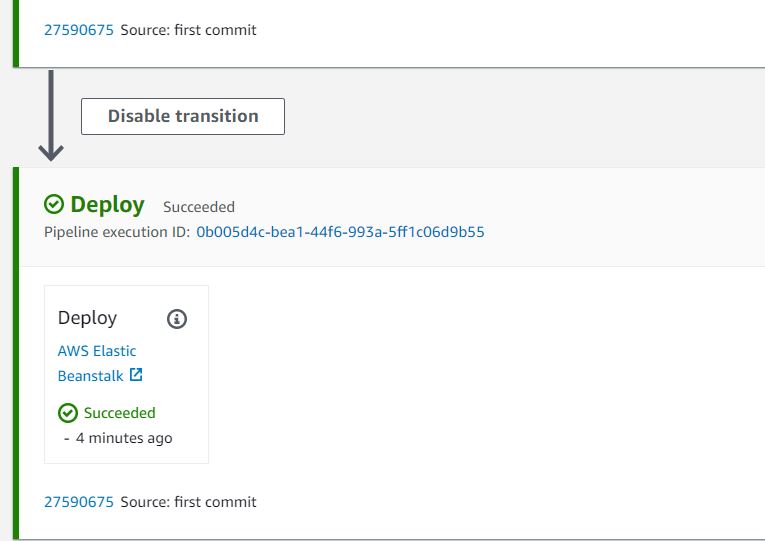 27590675 Source: first commit
Disable transition
Deploy Succeeded
Pipeline execution ID: 0b005d4c-bea1-44f6-993a-5ff1c06d9b55
Deploy
AWS Elastic
Beanstalk
Succeeded
- 4 minutes ago
27590675 Source: first commit